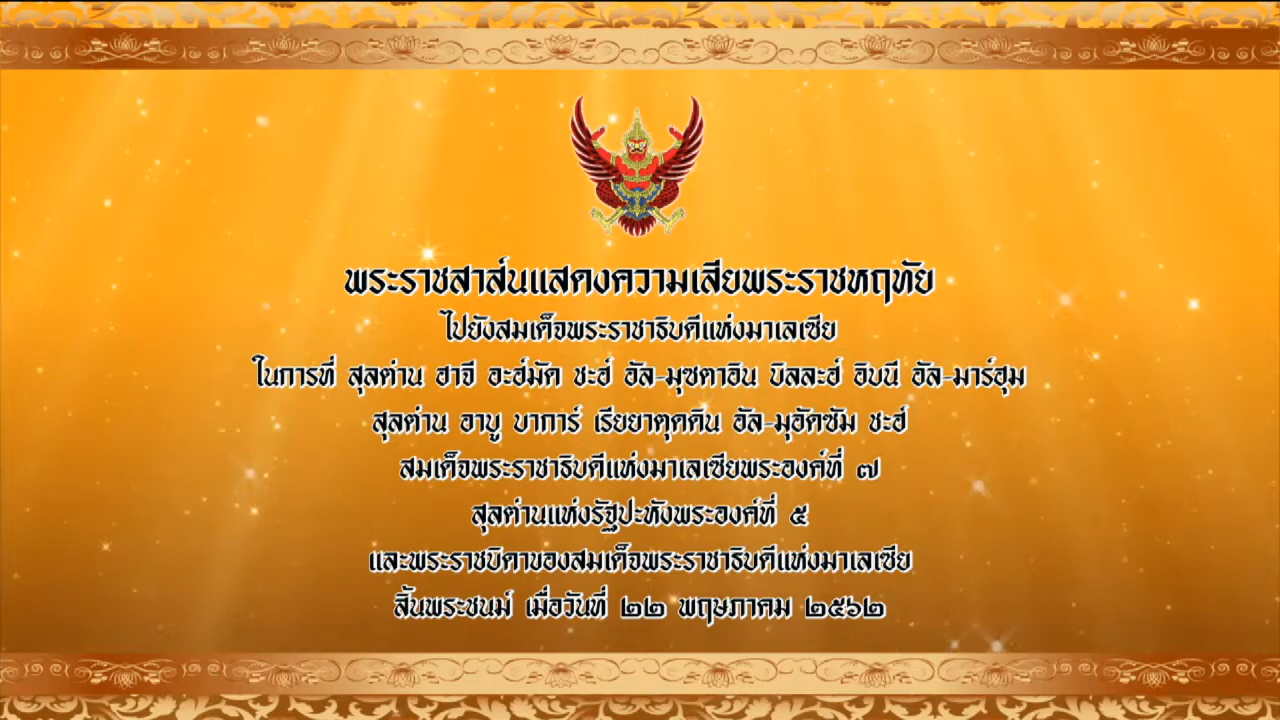 พระราชสาส์นแสดงความเสียพระราชหฤทัย
ไปยังสมเด็จพระราชาธิบดีแห่งมาเลเซีย
ในการที่ สุลต่าน ฮาจี อะฮ์มัด ชะฮ์ อัล-มุซตาอิน บิลละฮ์ อิบนี อัล-มาร์ฮุม
สุลต่าน อาบู บาการ์ เรียยาตุดดีน อัล-มุอัดซัม ชะฮ์
สมเด็จพระราชาธิบดีแห่งมาเลเซียพระองค์ที่ ๗
สุลต่านแห่งรัฐปะหังพระองค์ที่ ๕
และพระราชบิดาของสมเด็จพระราชาธิบดีแห่งมาเลเซีย
สิ้นพระชนม์ เมื่อวันที่ ๒๒ พฤษภาคม ๒๕๖๒